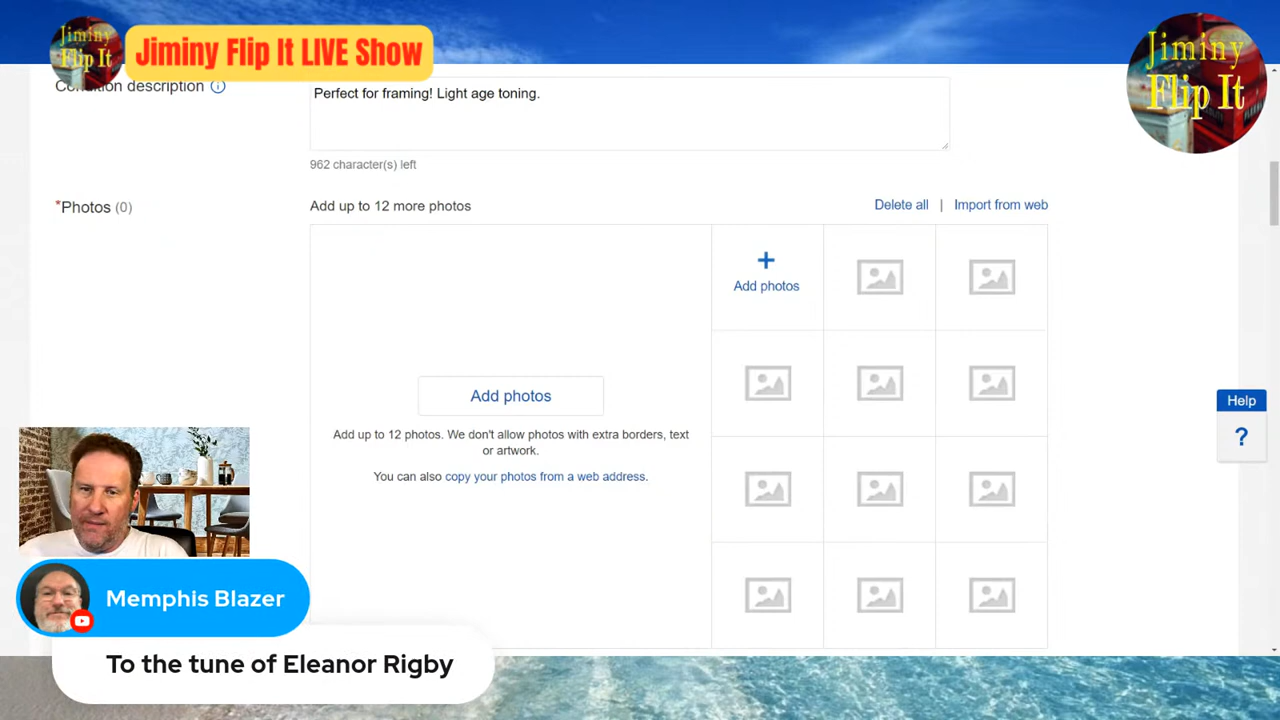 Jiminy
Flip It
Jiminy Flip It LIVE Show
Jiminy
Flip It
Condition description
Perfect for framing! Light age toning.
962 character(s) left
*Photos (0)
Add up to 12 more photos
Delete all | Import from web
+
Add photos
Add photos
Add up to 12 photos. We don't allow photos with extra borders, text
or artwork.
You can also copy your photos from a web address.
Help
?
Memphis Blazer
To the tune of Eleanor Rigby